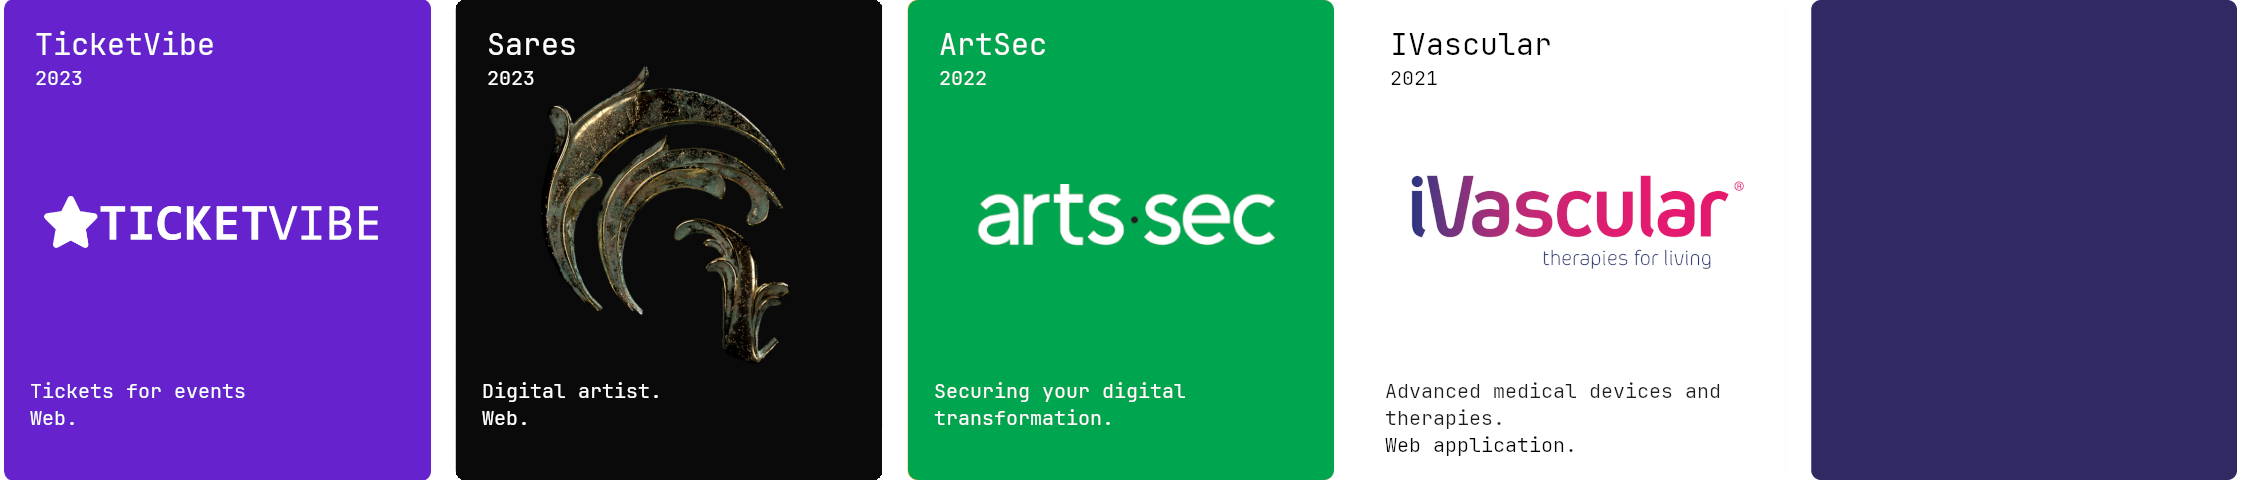 TicketVibe
2023
TICKETVIBE
Tickets for events
Web.
Sares
2023
Digital artist.
Web.
ArtSec
2022
arts·sec
Securing your digital
transformation.
IVascular
2021
iVascular®
therapies for living
Advanced medical devices and
therapies.
Web application.